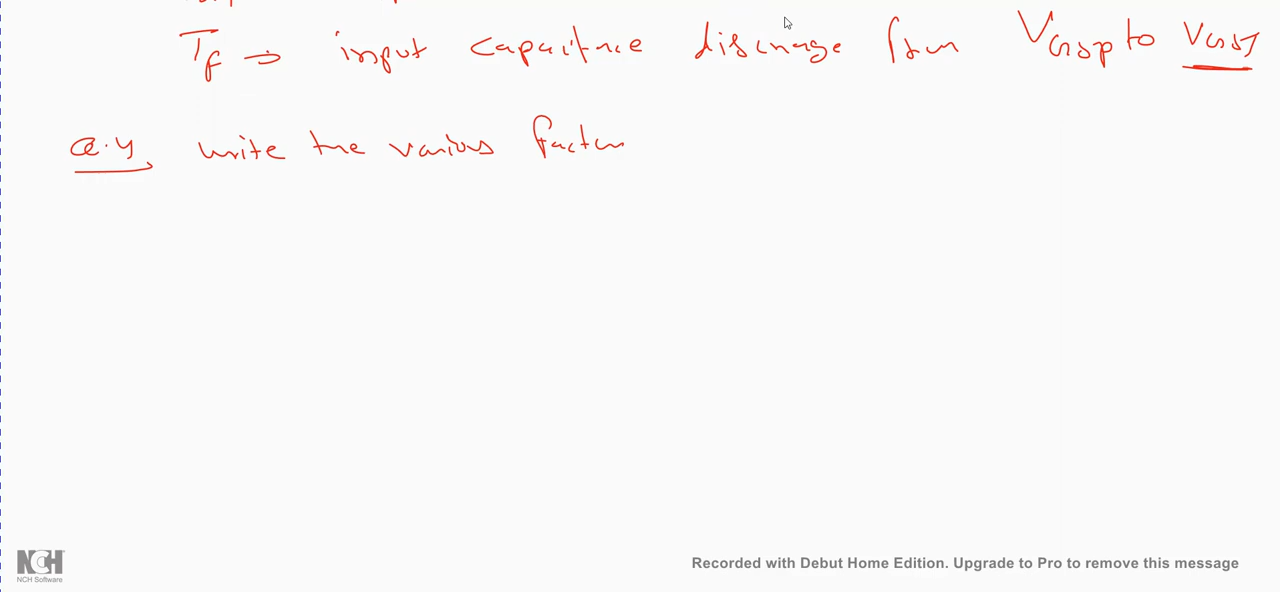 Tf → input capacitance discharge from VGSP to VGST
Q.4, write the various factor
NCH
NCH Software
Recorded with Debut Home Edition. Upgrade to Pro to remove this message